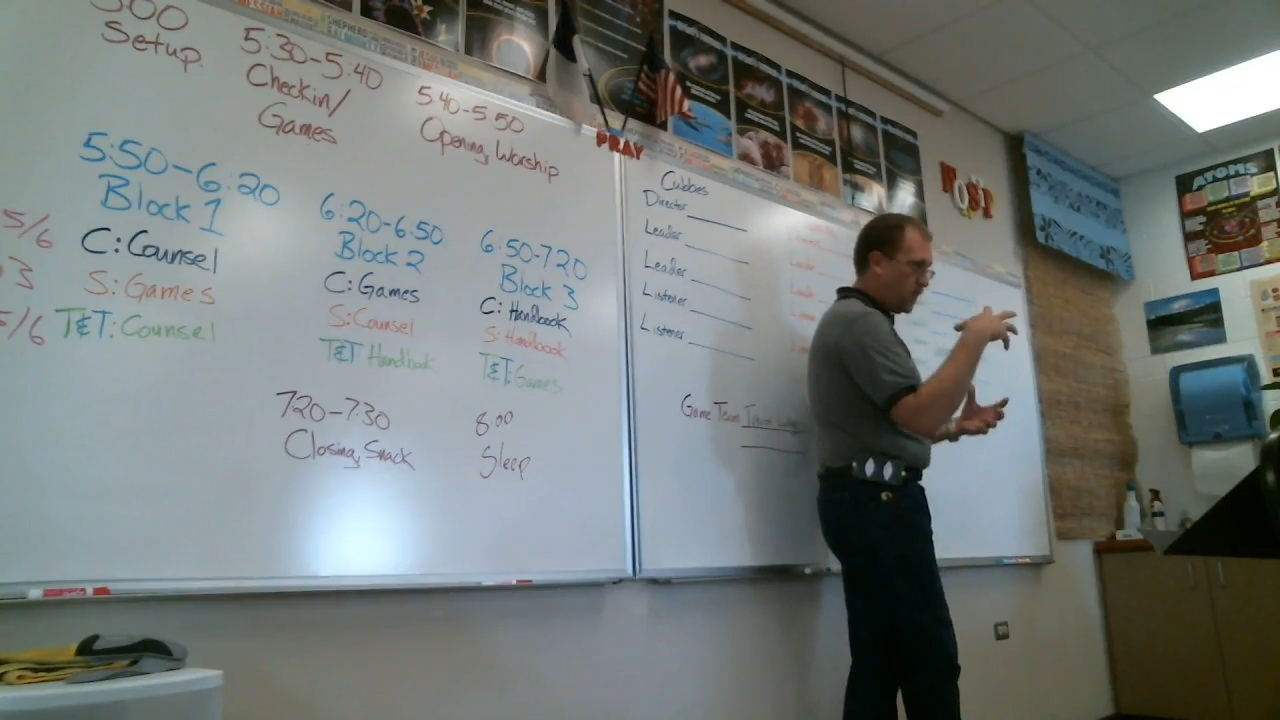 500
Setup
5:30-5:40
Checkin/
Games
5:40-5:50
Opening, Worship
5:50-6:20
Block 1
C: Counsel
S: Games
T&T: Counsel
5/6
3
5/6
6:20-6:50
Block 2
C: Games
S: Counsel
T&T Handbook
6:50-7:20
Block 3
C: Handbook
S: Handbook
T&T: Games
7:20-7:30
Closing, Snack
8:00
Sleep
PRAY
Cubbies
Director
Leader
Leader
Listener
Listener
Game Team
ATOMS